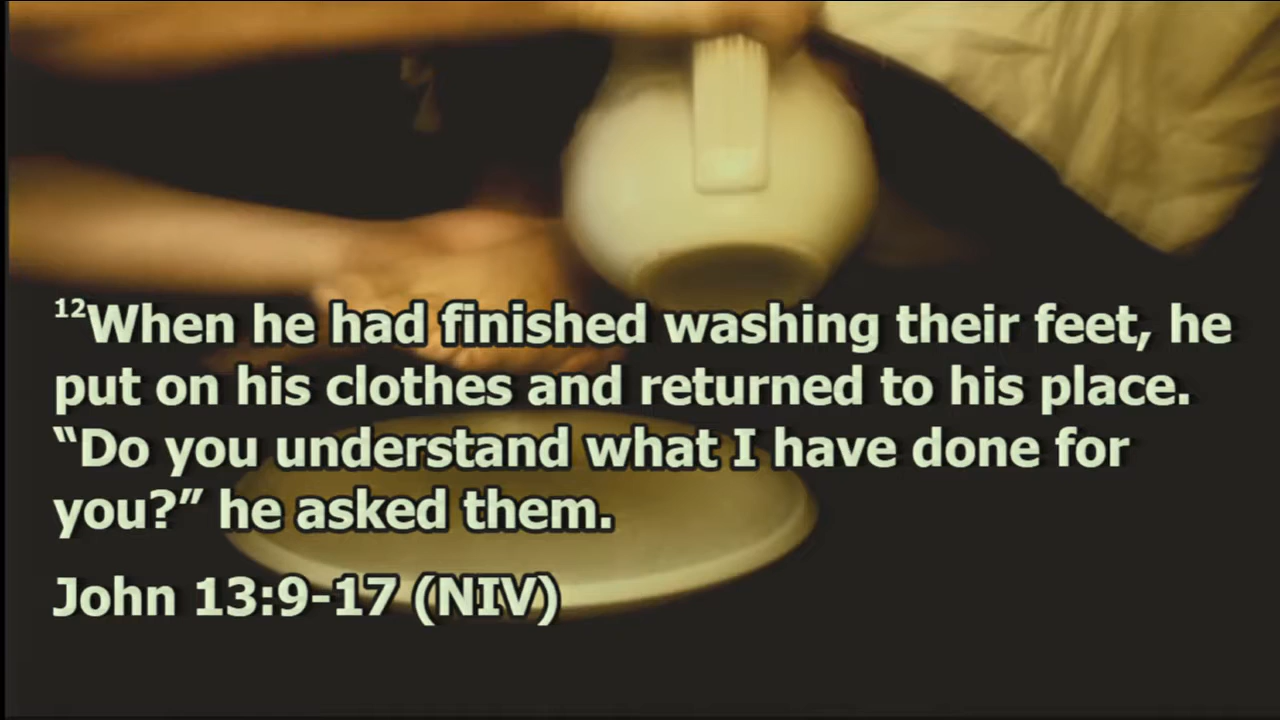 ¹²When he had finished washing their feet, he
put on his clothes and returned to his place.
“Do you understand what I have done for
you?” he asked them.
John 13:9-17 (NIV)